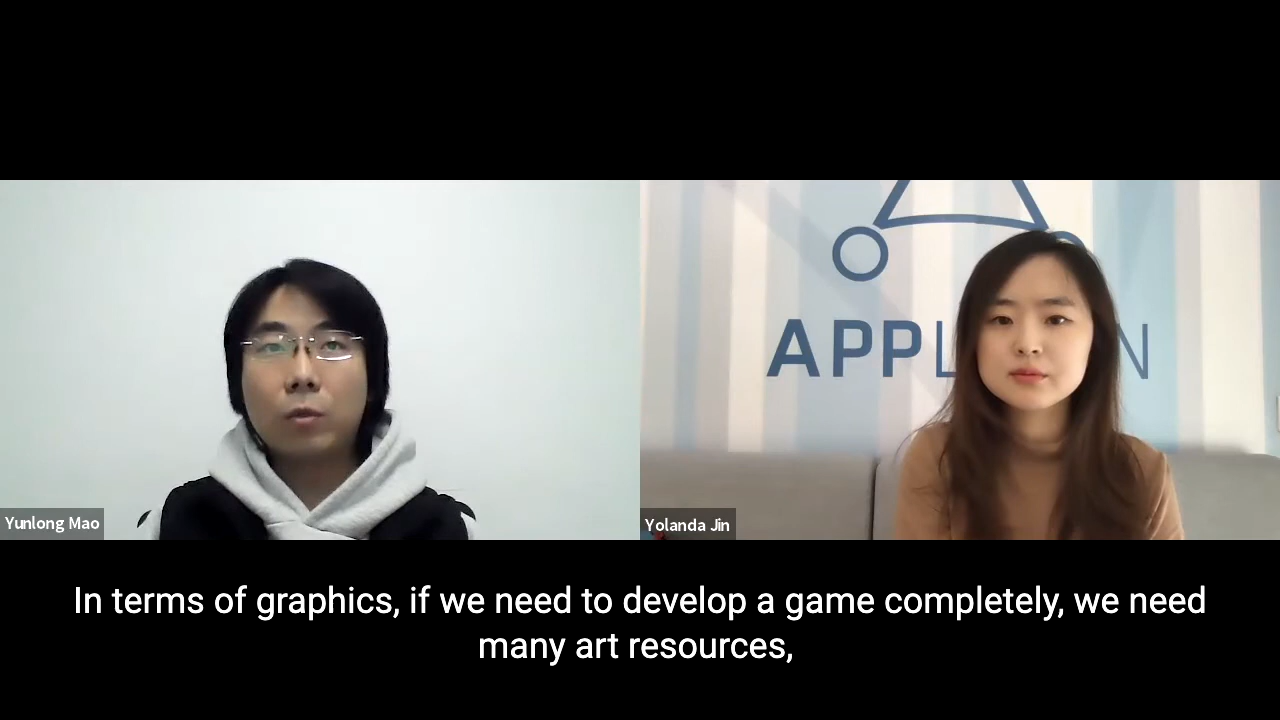 APPL N
Yunlong Mao
Yolanda Jin
In terms of graphics, if we need to develop a game completely, we need
many art resources,